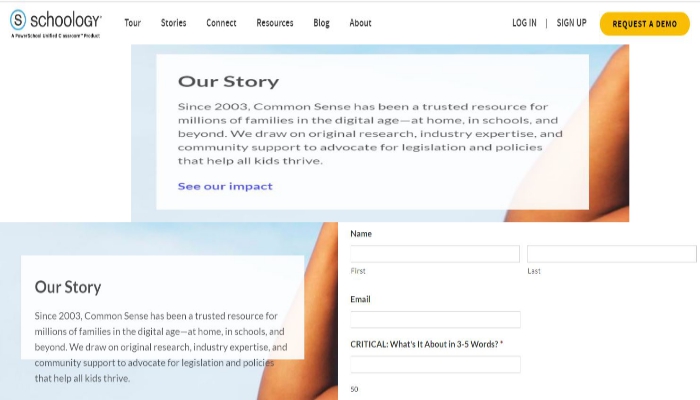 schoology
A PowerSchool Unified Classroom™ Product
Tour Stories Connect Resources Blog About
LOG IN | SIGN UP REQUEST A DEMO
Our Story
Since 2003, Common Sense has been a trusted resource for
millions of families in the digital age—at home, in schools, and
beyond. We draw on original research, industry expertise, and
community support to advocate for legislation and policies
that help all kids thrive.
See our impact
Our Story
Since 2003, Common Sense has been a trusted resource for
millions of families in the digital age—at home, in schools, and
beyond. We draw on original research, industry expertise, and
community support to advocate for legislation and policies
that help all kids thrive.
Name
First Last
Email
CRITICAL: What's It About in 3-5 Words? *
50